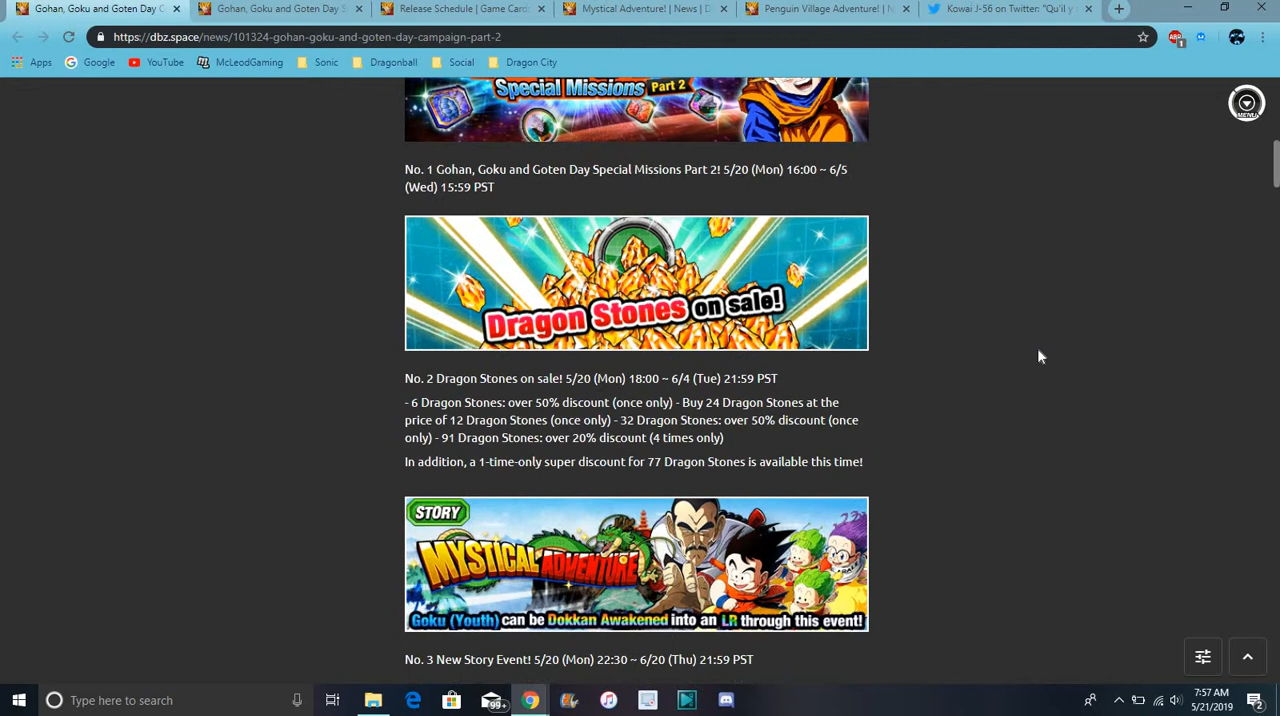 Gohan, Goku and Goten Day C
Gohan, Goku and Goten Day S
Release Schedule | Game Card
Mystical Adventure! | News | D
Penguin Village Adventure! | N
Kowai J-56 on Twitter: "Qu'il y
https://dbz.space/news/101324-gohan-goku-and-goten-day-campaign-part-2
ABP
1
Apps
Google
YouTube
McLeodGaming
Sonic
Dragonball
Social
Dragon City
MENU
Special Missions Part 2
No. 1 Gohan, Goku and Goten Day Special Missions Part 2! 5/20 (Mon) 16:00 ~ 6/5
(Wed) 15:59 PST
Dragon Stones on sale!
No. 2 Dragon Stones on sale! 5/20 (Mon) 18:00 ~ 6/4 (Tue) 21:59 PST
- 6 Dragon Stones: over 50% discount (once only) - Buy 24 Dragon Stones at the
price of 12 Dragon Stones (once only) - 32 Dragon Stones: over 50% discount (once
only) - 91 Dragon Stones: over 20% discount (4 times only)
In addition, a 1-time-only super discount for 77 Dragon Stones is available this time!
STORY
MYSTICAL ADVENTURE
Goku (Youth) can be Dokkan Awakened into an LR through this event!
No. 3 New Story Event! 5/20 (Mon) 22:30 ~ 6/20 (Thu) 21:59 PST
Type here to search
99+
7:57 AM
5/21/2019
2